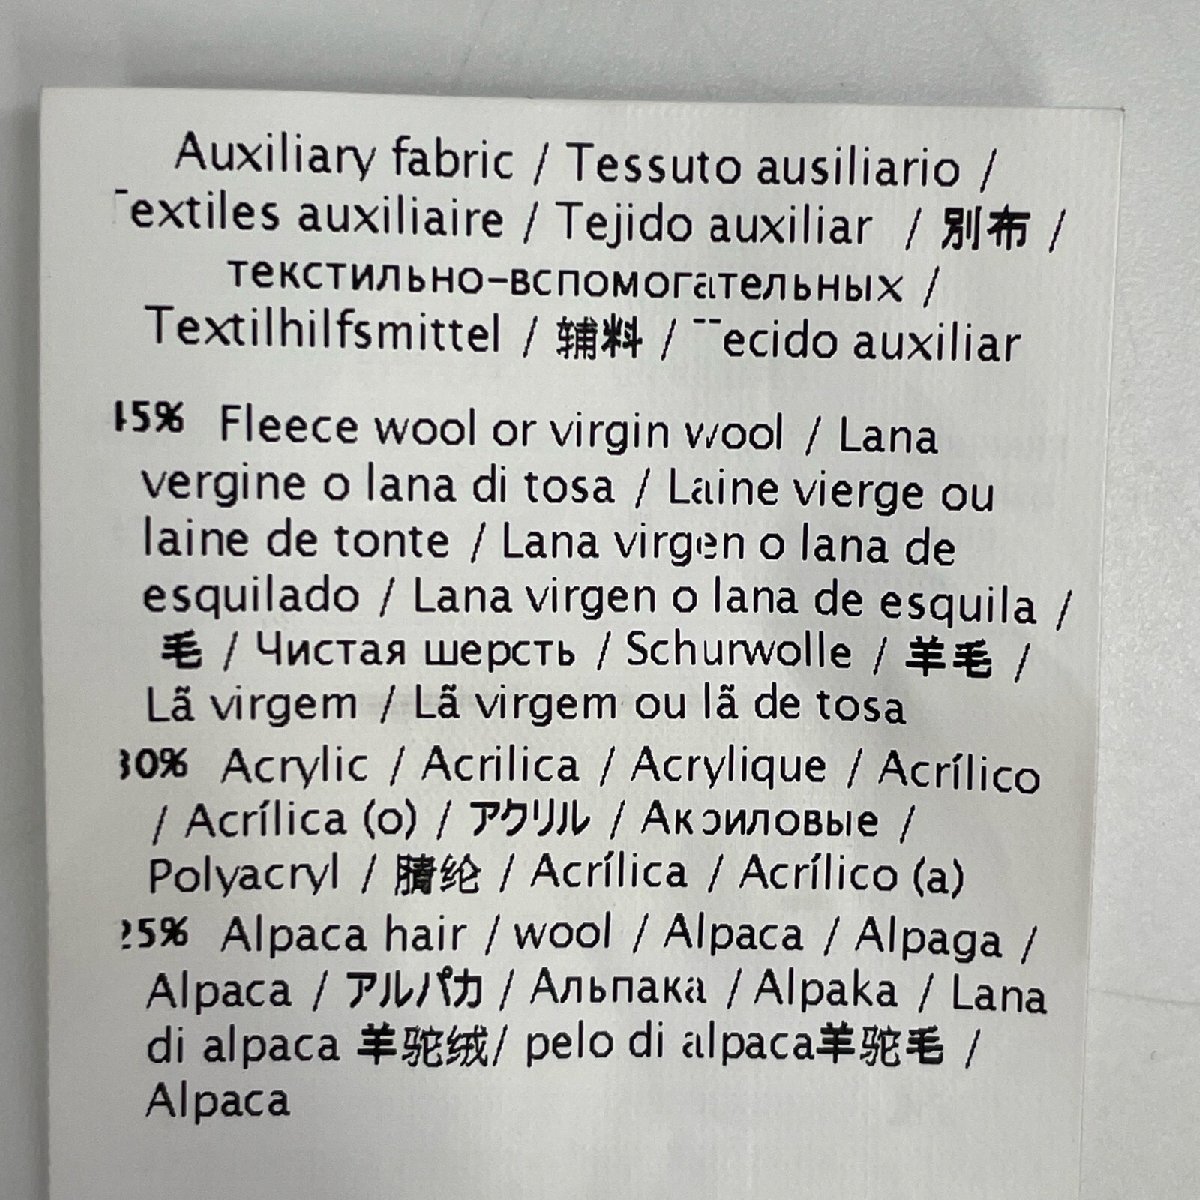 Auxiliary fabric / Tessuto ausiliario /
Textiles auxiliaire / Tejido auxiliar / 別布 /
текстильно-вспомогательных /
Textilhilfsmittel / 辅料 / Tecido auxiliar
45% Fleece wool or virgin wool / Lana
vergine o lana di tosa / Laine vierge ou
laine de tonte / Lana virgen o lana de
esquilado / Lana virgen o lana de esquila /
毛 / Чистая шерсть / Schurwolle / 羊毛 /
Lã virgem / Lã virgem ou lã de tosa
30% Acrylic / Acrilica / Acrylique / Acrílico
/ Acrílica (o) / アクリル / Акриловые /
Polyacryl / 腈纶 / Acrílica / Acrílico (a)
25% Alpaca hair / wool / Alpaca / Alpaga /
Alpaca / アルパカ / Альпака / Alpaka / Lana
di alpaca 羊驼绒/ pelo di alpaca羊驼毛 /
Alpaca